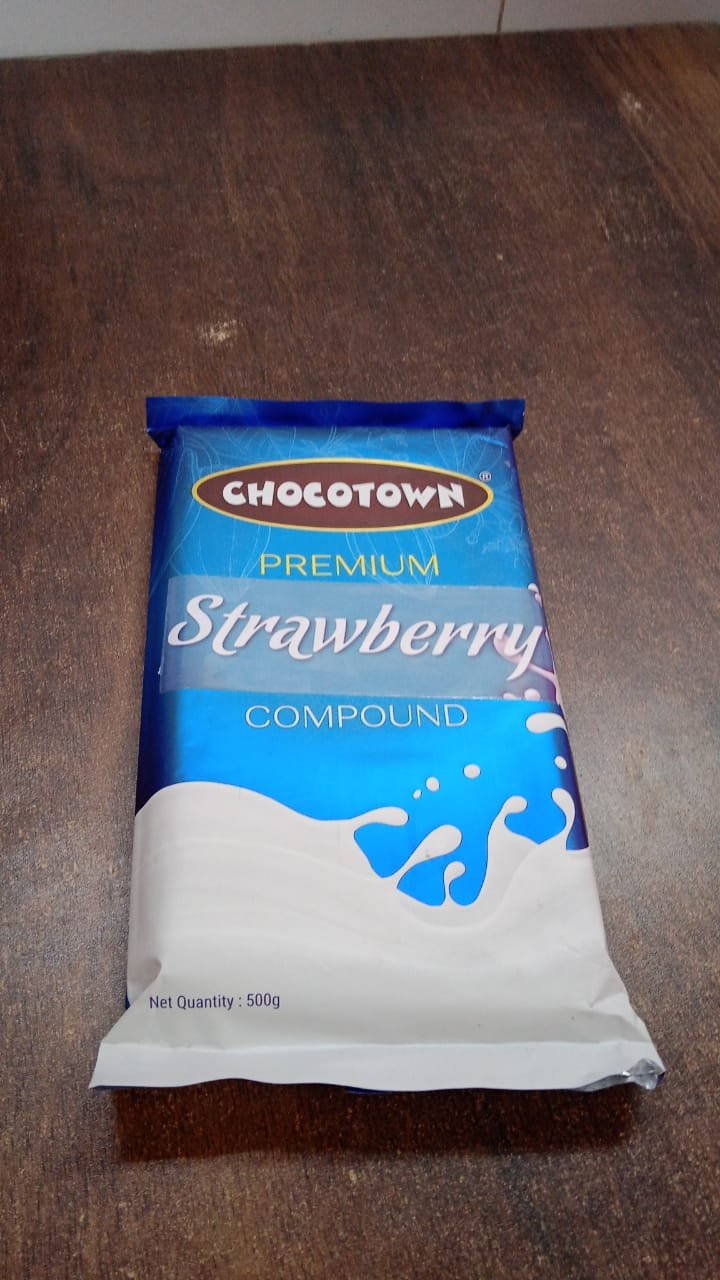 CHOCOTOWN ®
PREMIUM
Strawberry
COMPOUND
Net Quantity : 500g